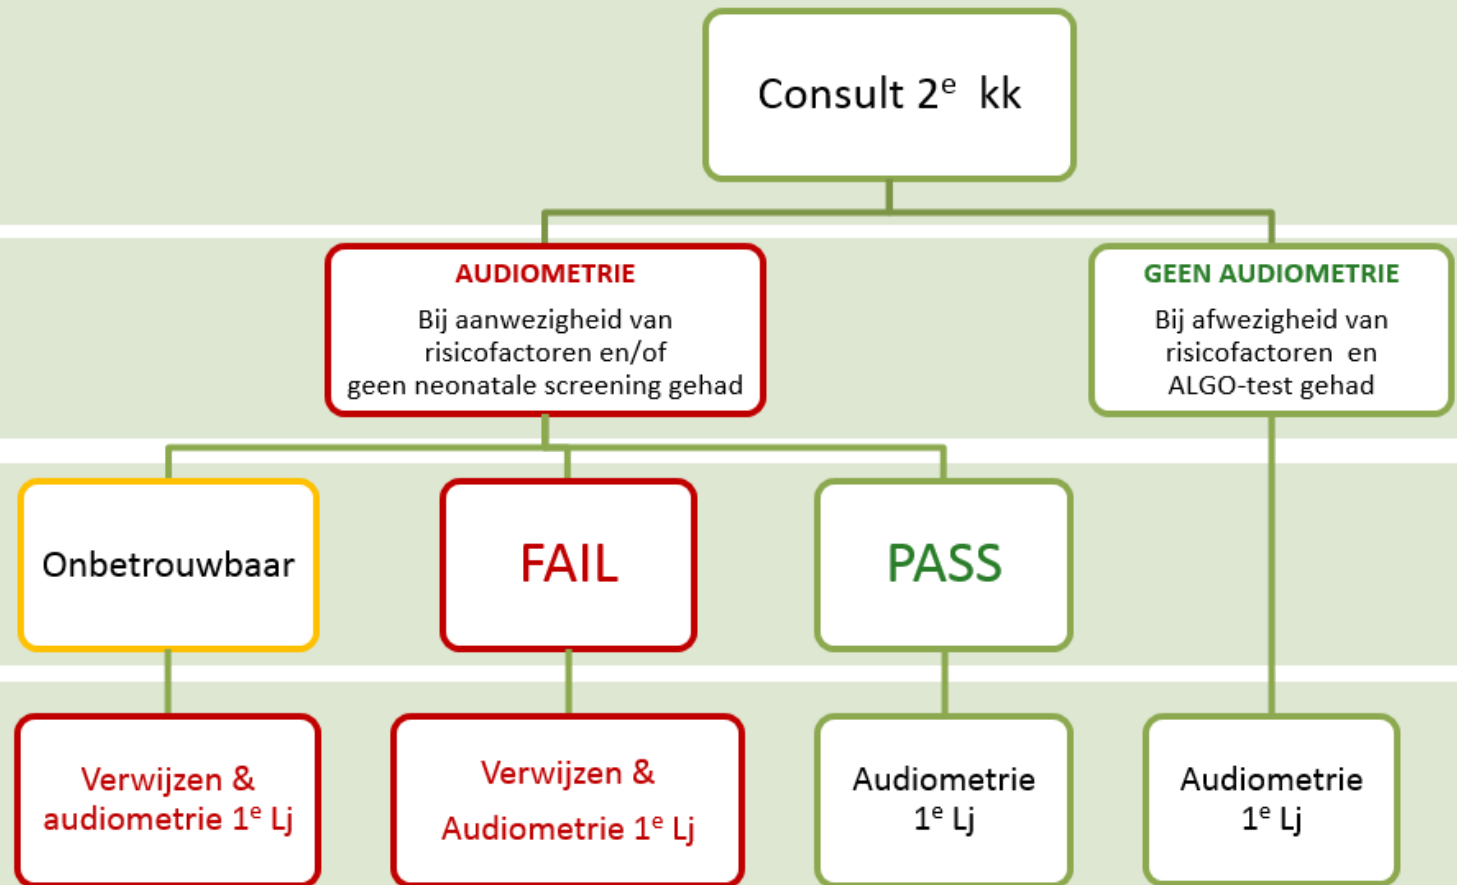 Consult 2ᵉ kk
AUDIOMETRIE
Bij aanwezigheid van
risicofactoren en/of
geen neonatale screening gehad
GEEN AUDIOMETRIE
Bij afwezigheid van
risicofactoren en
ALGO-test gehad
Onbetrouwbaar
FAIL
PASS
Verwijzen &
audiometrie 1ᵉ Lj
Verwijzen &
Audiometrie 1ᵉ Lj
Audiometrie
1ᵉ Lj
Audiometrie
1ᵉ Lj